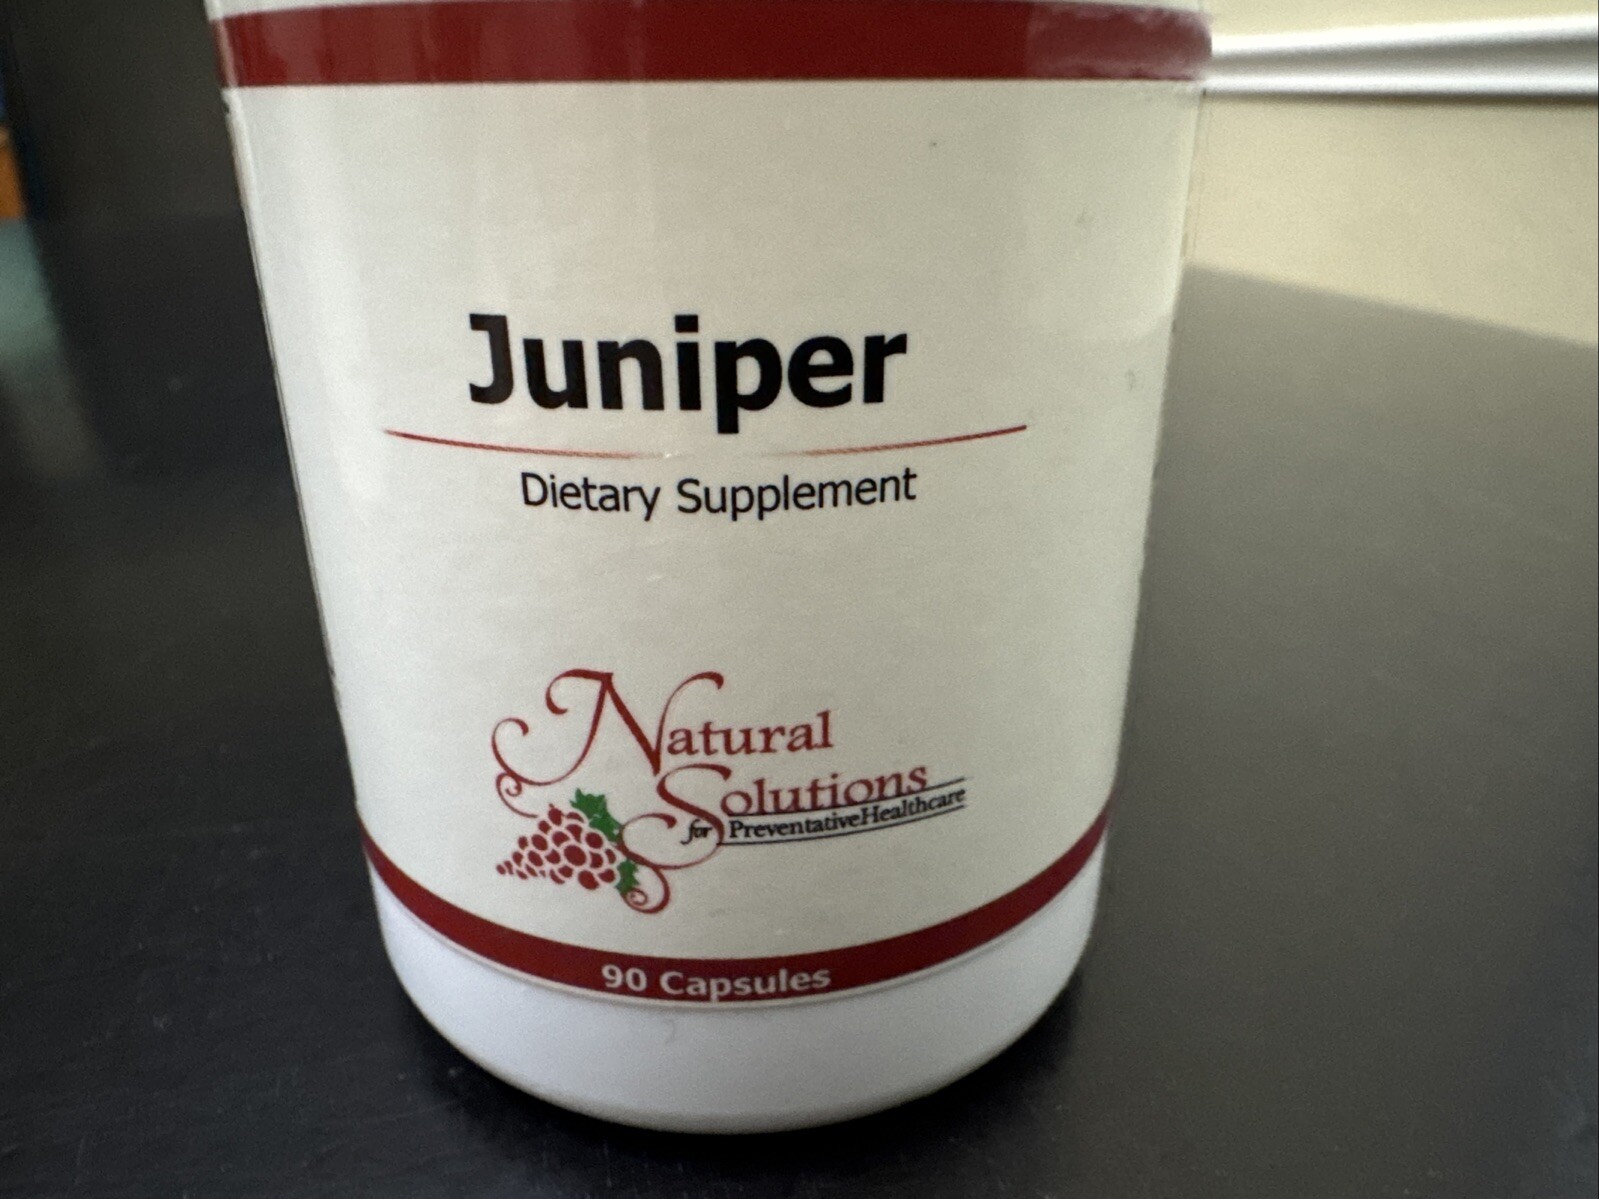 Juniper
Dietary Supplement
Natural
Solutions
for PreventativeHealthcare
90 Capsules